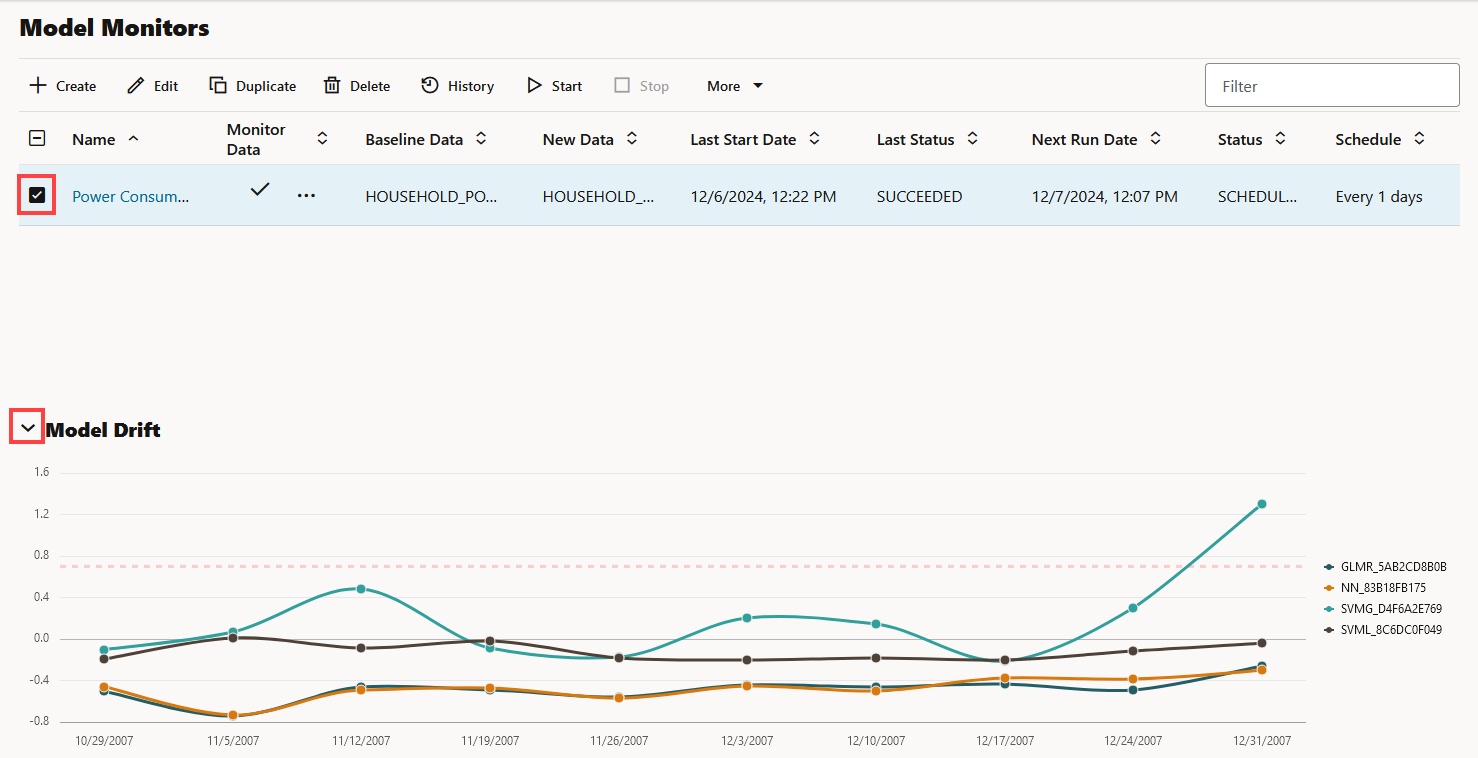 Model Monitors
Create Edit Duplicate Delete History Start Stop More Filter
Name Monitor Data Baseline Data New Data Last Start Date Last Status Next Run Date Status Schedule
Power Consum... ... HOUSEHOLD_PO... HOUSEHOLD_... 12/6/2024, 12:22 PM SUCCEEDED 12/7/2024, 12:07 PM SCHEDUL... Every 1 days
Model Drift
1.6
1.2
0.8
0.4
0.0
-0.4
-0.8
10/29/2007 11/5/2007 11/12/2007 11/19/2007 11/26/2007 12/3/2007 12/10/2007 12/17/2007 12/24/2007 12/31/2007
GLMR_5AB2CD8B0B
NN_83B18FB175
SVMG_D4F6A2E769
SVML_8C6DC0F049